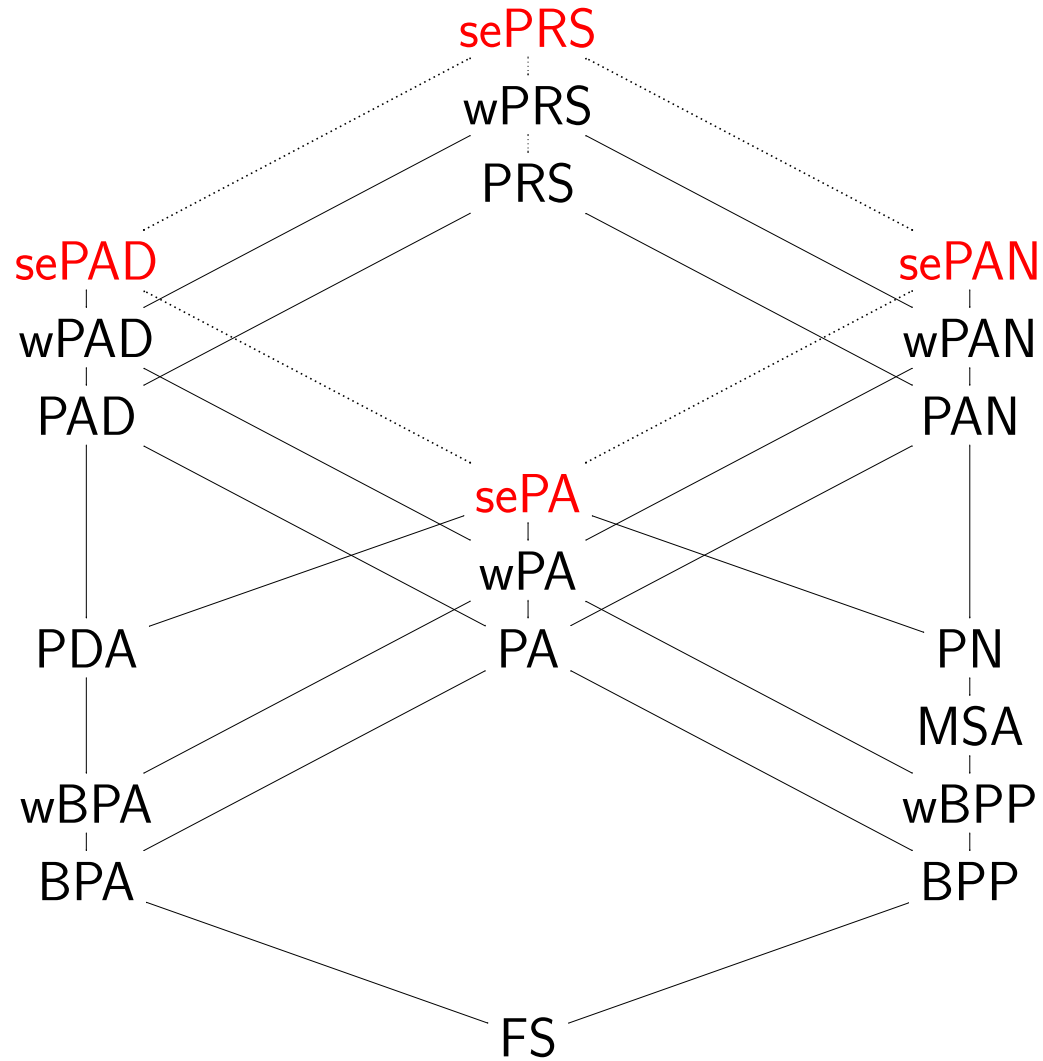 sePRS
wPRS
PRS
sePAD sePAN
wPAD wPAN
PAD PAN
sePA
wPA
PDA PA PN
MSA
wBPA wBPP
BPA BPP
FS